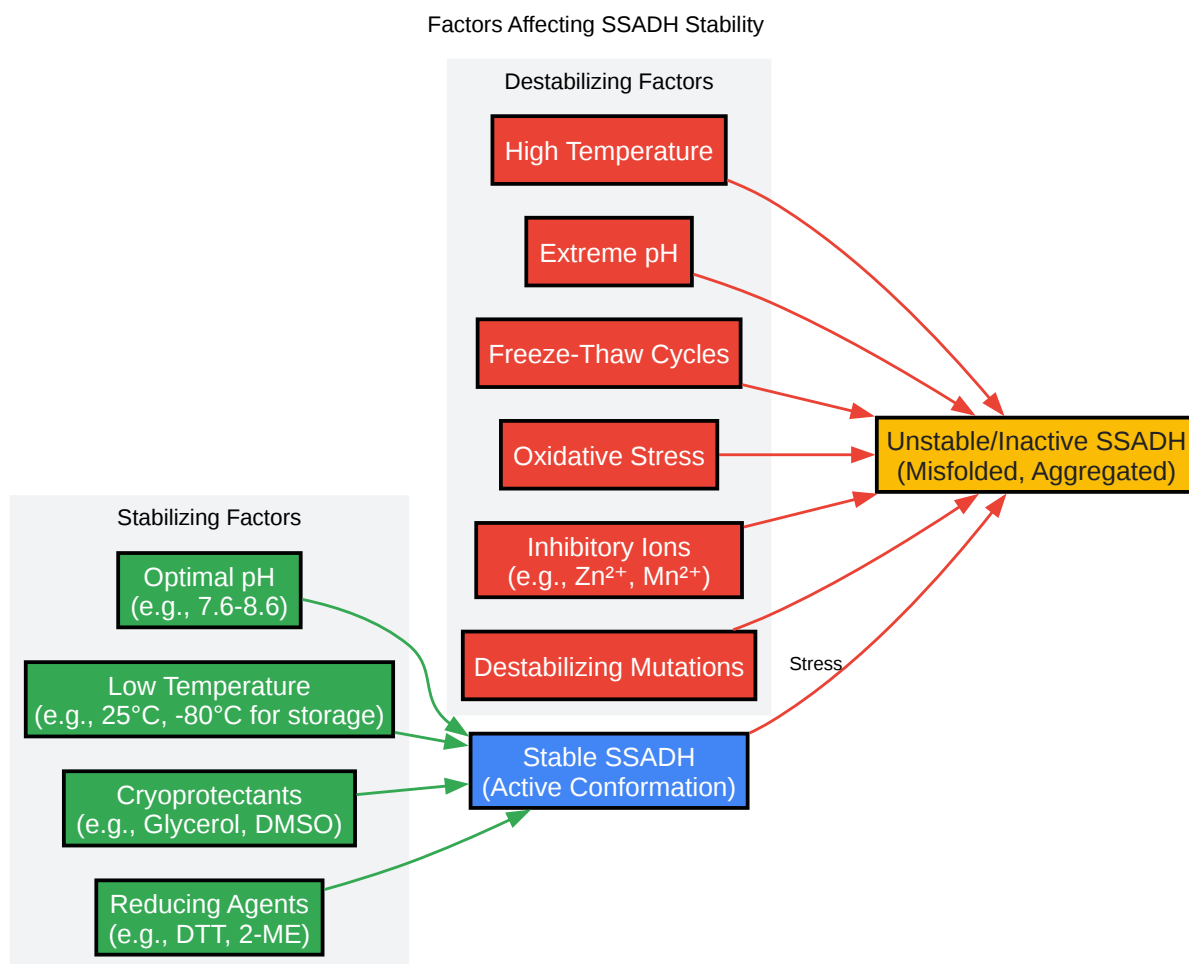 Factors Affecting SSADH Stability
Destabilizing Factors
High Temperature
Extreme pH
Freeze-Thaw Cycles
Oxidative Stress
Inhibitory Ions
(e.g., Zn²⁺, Mn²⁺)
Destabilizing Mutations
Unstable/Inactive SSADH
(Misfolded, Aggregated)
Stabilizing Factors
Optimal pH
(e.g., 7.6-8.6)
Low Temperature
(e.g., 25°C, -80°C for storage)
Cryoprotectants
(e.g., Glycerol, DMSO)
Reducing Agents
(e.g., DTT, 2-ME)
Stable SSADH
(Active Conformation)
Stress